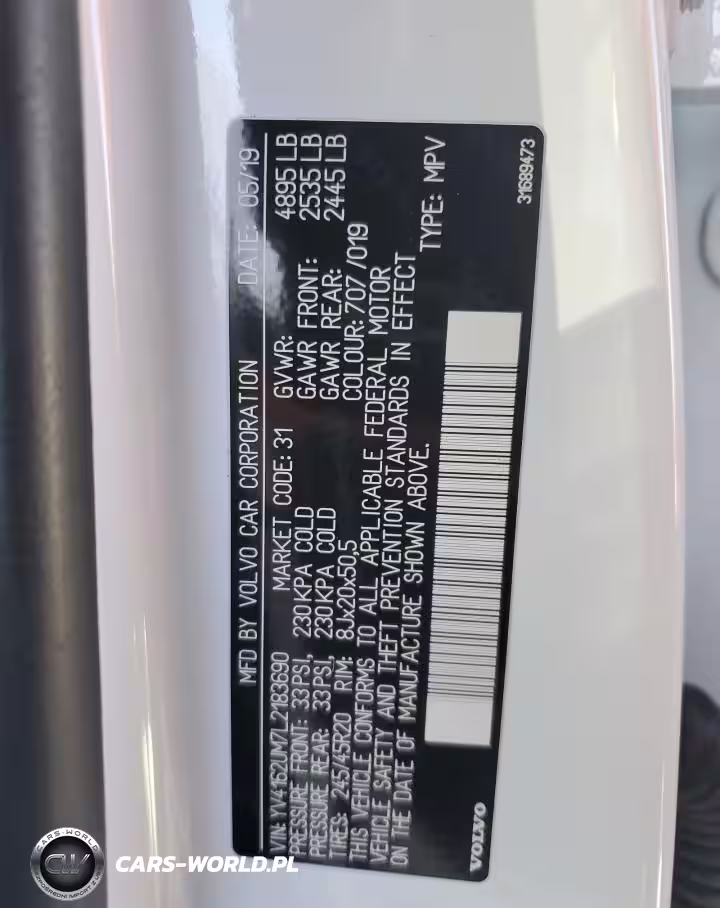 MFD BY VOLVO CAR CORPORATION DATE: 05/19
VIN: YV4162UM7L2183690 MARKET CODE: 31 GVWR: 4895 LB
PRESSURE FRONT: 33PSI, 230KPA COLD GAWR FRONT: 2535 LB
PRESSURE REAR: 33PSI, 230KPA COLD GAWR REAR: 2445 LB
TIRES: 245/45R20 RIM: 8Jx20x50,5 COLOUR: 707/019
THIS VEHICLE CONFORMS TO ALL APPLICABLE FEDERAL MOTOR
VEHICLE SAFETY AND THEFT PREVENTION STANDARDS IN EFFECT
ON THE DATE OF MANUFACTURE SHOWN ABOVE. TYPE: MPV
VOLVO
31689473
CARS-WORLD
CW
CARS-WORLD.PL